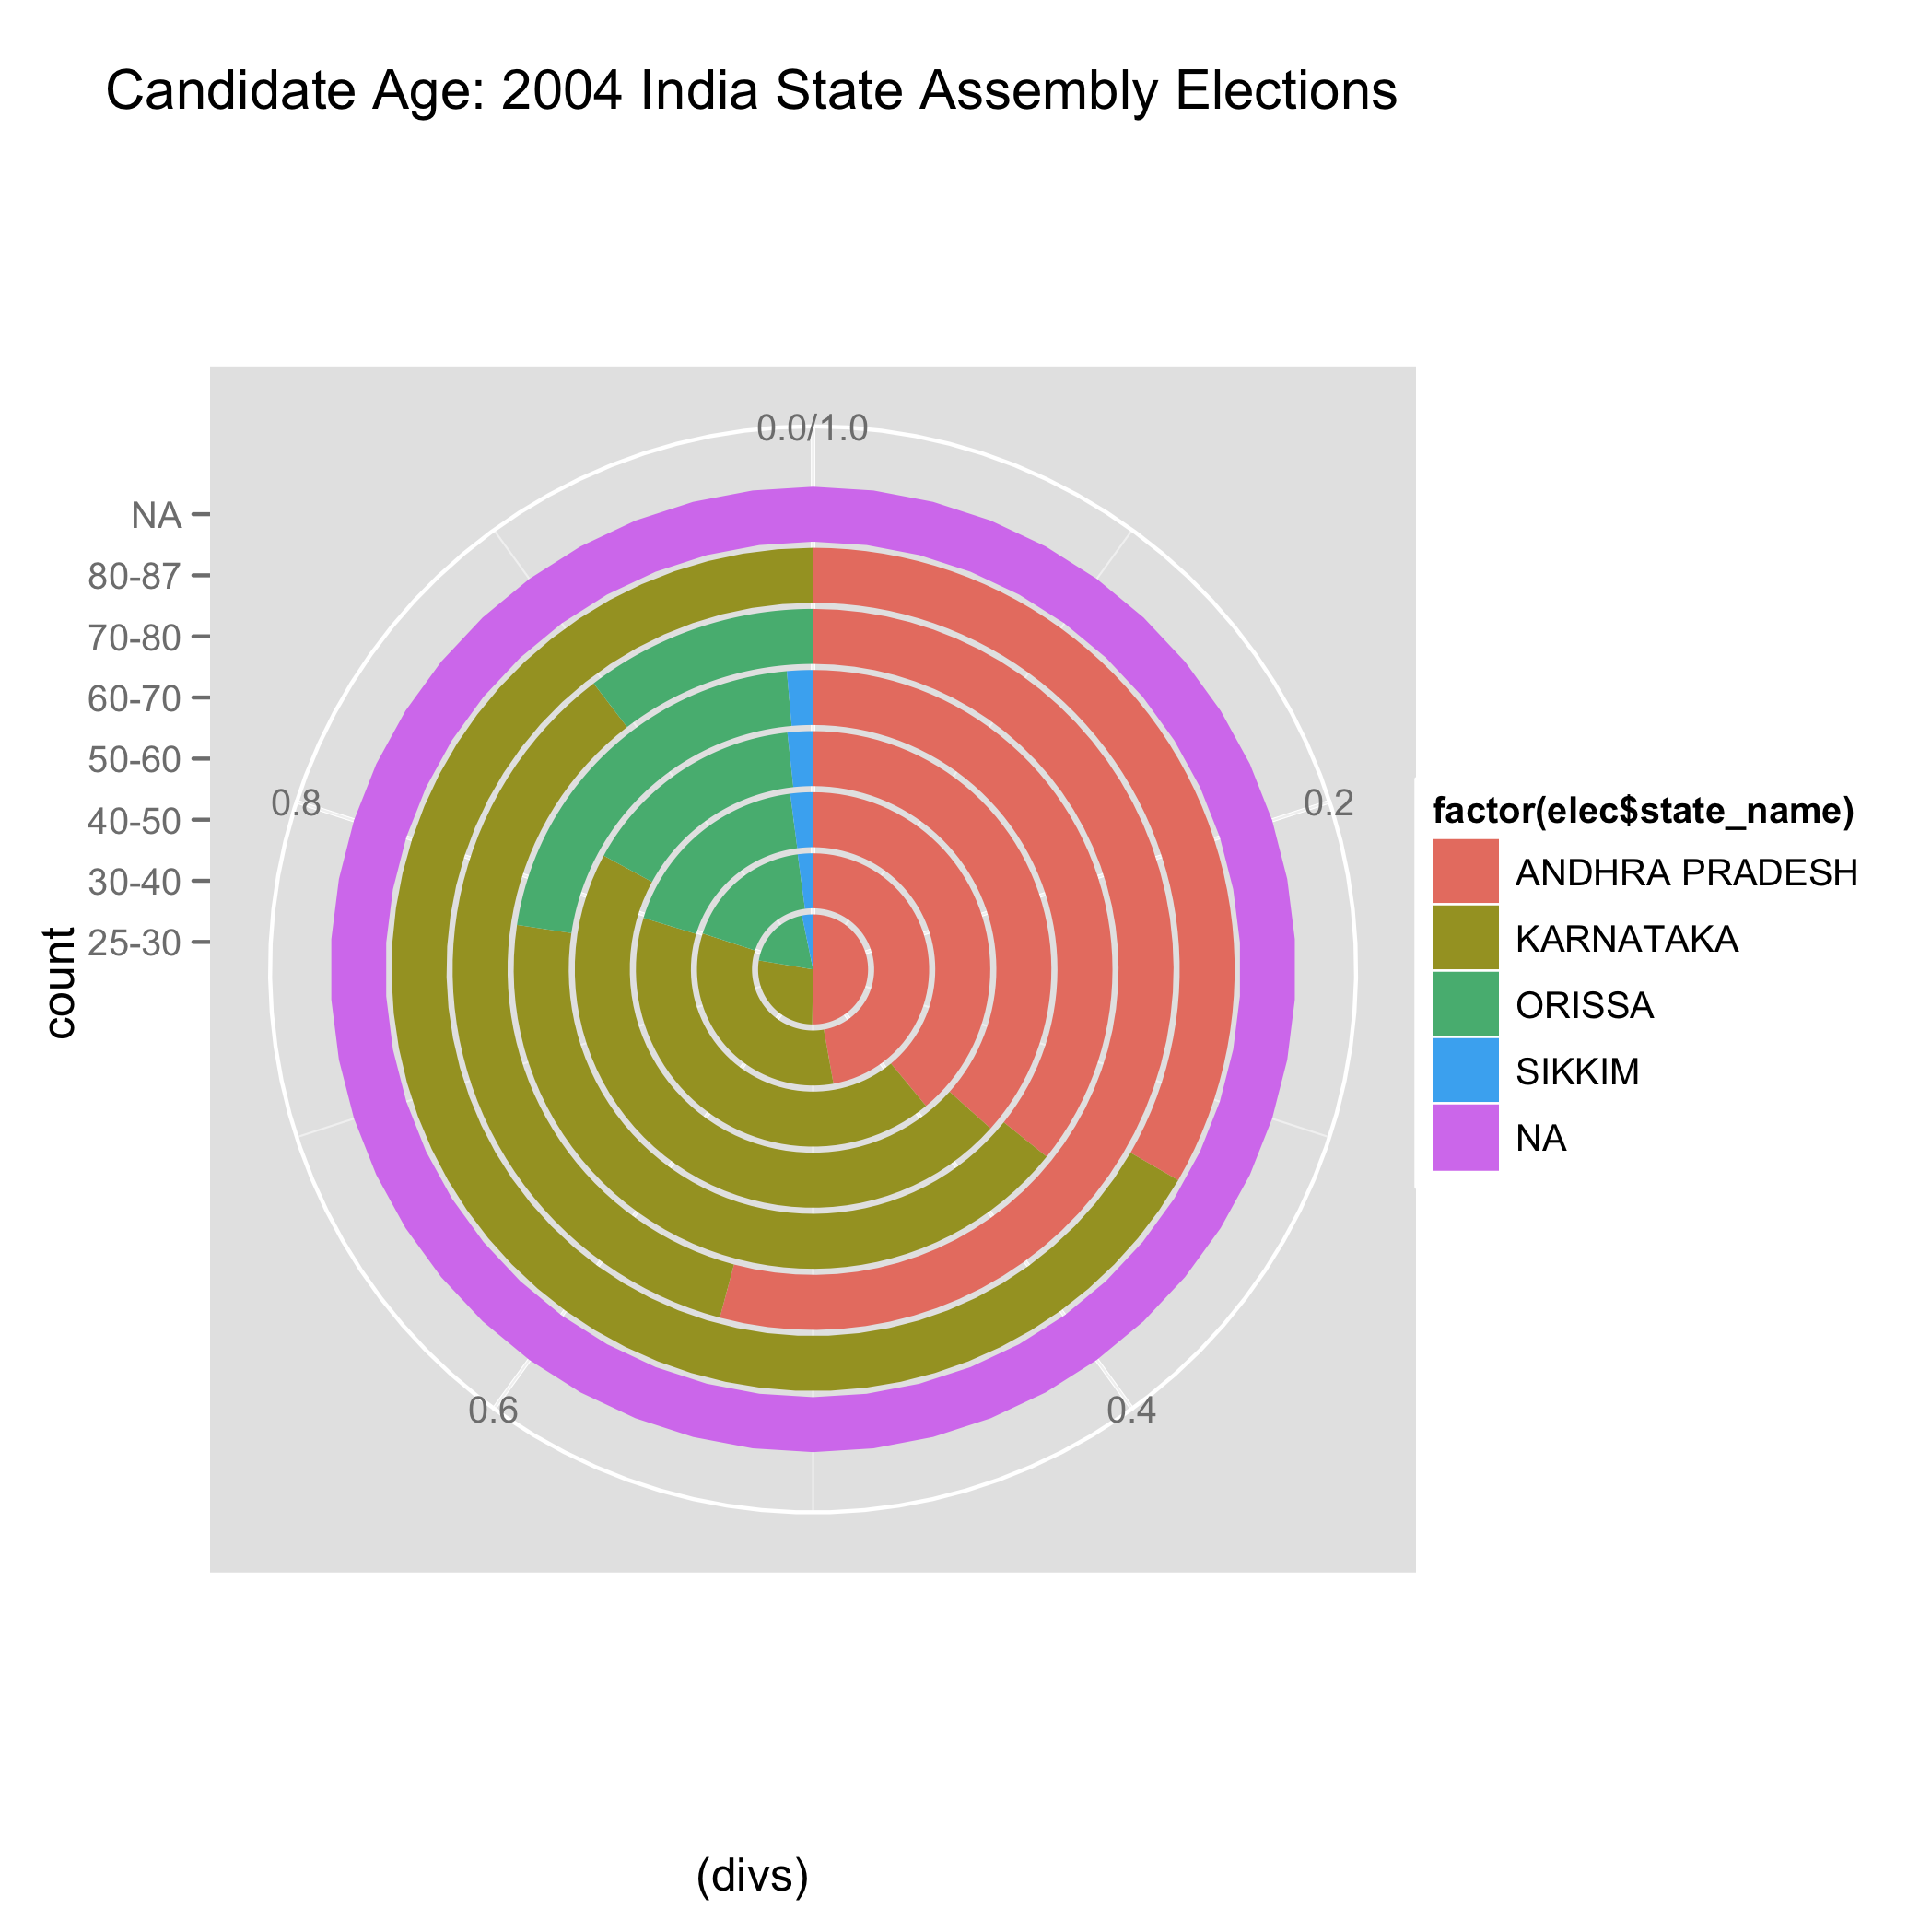 Candidate Age: 2004 India State Assembly Elections
0.0/1.0
NA
80-87
70-80
60-70
50-60
40-50
30-40
25-30
0.8
0.2
0.6
0.4
count
(divs)
factor(elec$state_name)
ANDHRA PRADESH
KARNATAKA
ORISSA
SIKKIM
NA